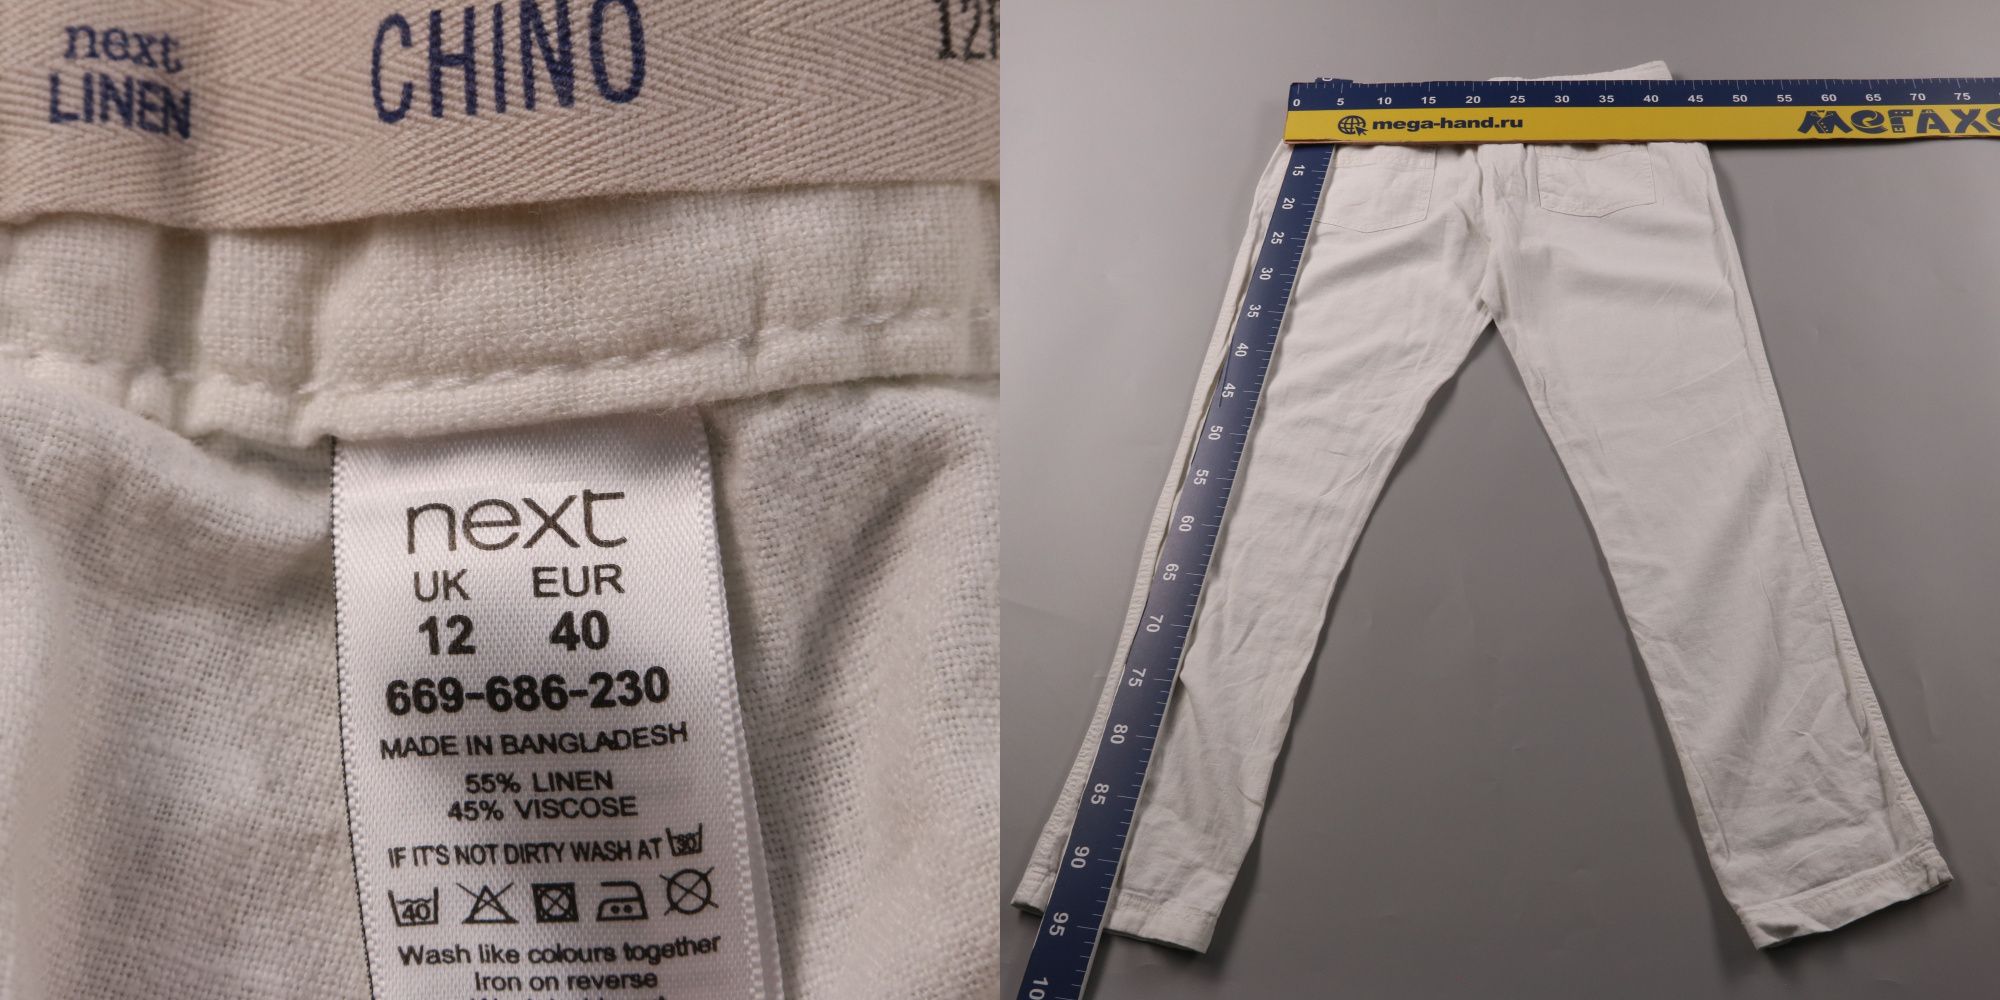 next
LINEN
CHINO
next
UK EUR
12 40
669-686-230
MADE IN BANGLADESH
55% LINEN
45% VISCOSE
IF IT'S NOT DIRTY WASH AT 30
40
Wash like colours together
Iron on reverse
0 5 10 15 20 25 30 35 40 45 50 55 60 65 70 75
mega-hand.ru
15
20
25
30
35
40
45
50
55
60
65
70
75
80
85
90
95